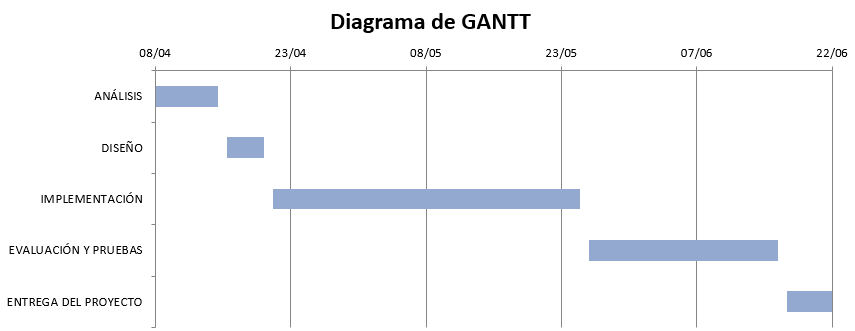 Diagrama de GANTT
08/04 23/04 08/05 23/05 07/06 22/06
ANÁLISIS
DISEÑO
IMPLEMENTACIÓN
EVALUACIÓN Y PRUEBAS
ENTREGA DEL PROYECTO